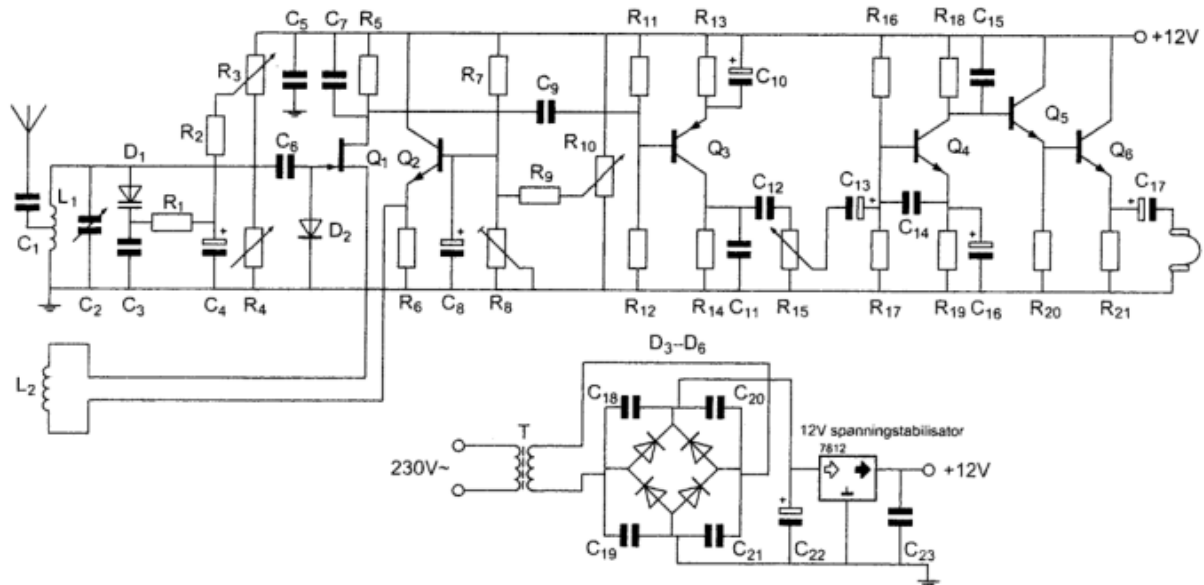 C5 C7 R5 R11 R13 R16 R18 C15
+12V
R3 R7 + C10
R2 C9
D1 C6 Q1 Q2 R10 Q3 Q4 Q5 Q6
L1 R1 R9 C12 C13 + + C17
C1 + D2 + C14 +
C2 C3 C4 R4 R6 C8 R8 R12 R14 C11 R15 R17 R19 C16 R20 R21
D3--D6
L2 C18 C20
T 12V spanningstabilisator
7812
230V~ +12V
+
C19 C21 C22 C23